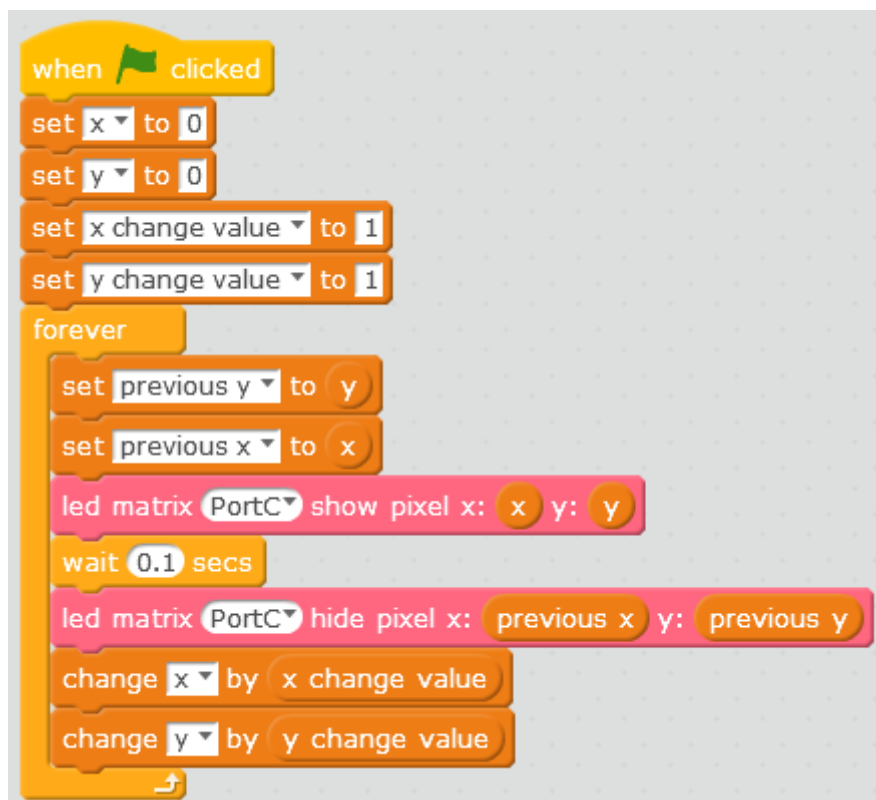 when clicked
set x to 0
set y to 0
set x change value to 1
set y change value to 1
forever
set previous y to y
set previous x to x
led matrix PortC show pixel x: x y: y
wait 0.1 secs
led matrix PortC hide pixel x: previous x y: previous y
change x by x change value
change y by y change value